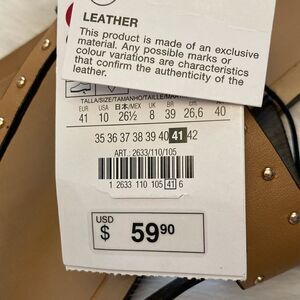 LEATHER
This product is made of an exclusive
material. Any possible marks or
colour variations are characteristics
that confirm the authenticity of the
leather.
TALLA/SIZE/TAMANHO/TAILLE/
EUR USA 日本 MEX UK BR
41 10 26½ 8 39 26,6 40
35 36 37 38 39 40 41 42
ART.: 2633/110/105
1 2633 110 105 41 6
USD
$ 59 90